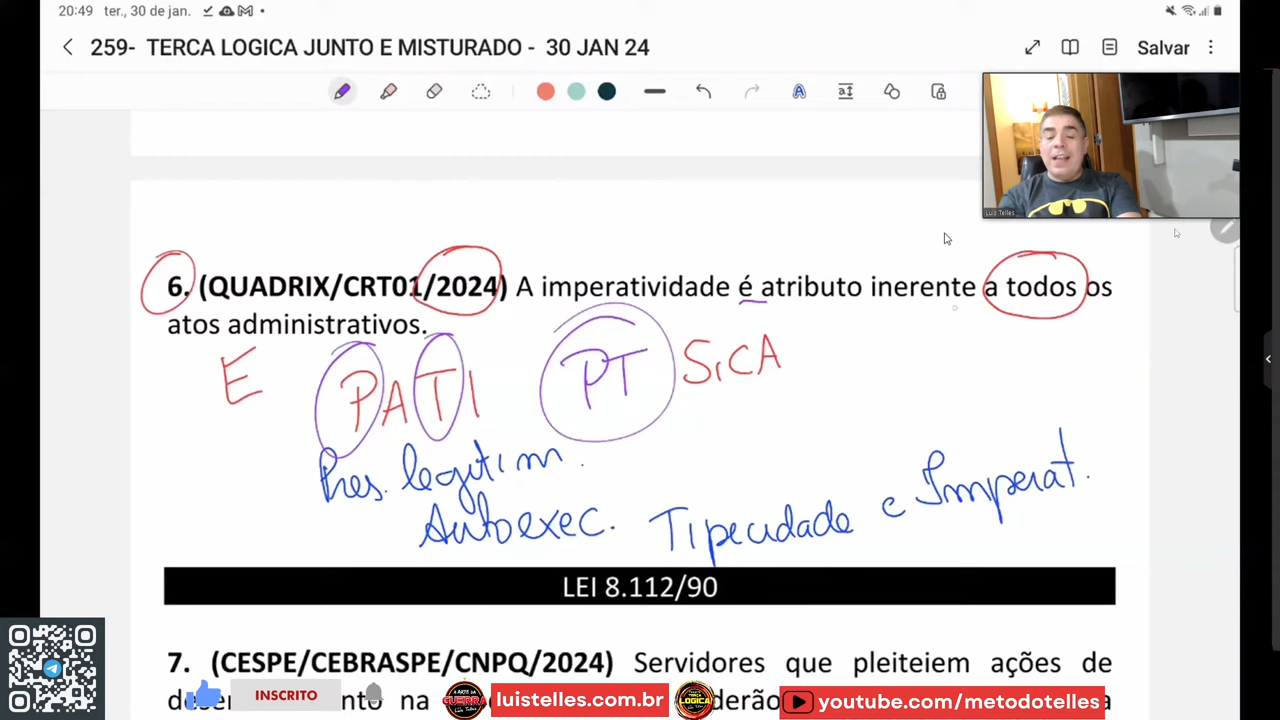 20:49 ter., 30 de jan.
259- TERCA LOGICA JUNTO E MISTURADO - 30 JAN 24
Salvar
Luis Telles
6. (QUADRIX/CRT01/2024) A imperatividade é atributo inerente a todos os
atos administrativos.
E PATI PT SICA
Pres. legitim.
Autoexec. Tipicidade e Imperat.
LEI 8.112/90
7. (CESPE/CEBRASPE/CNPQ/2024) Servidores que pleiteiem ações de
INSCRITO
luistelles.com.br
youtube.com/metodotelles